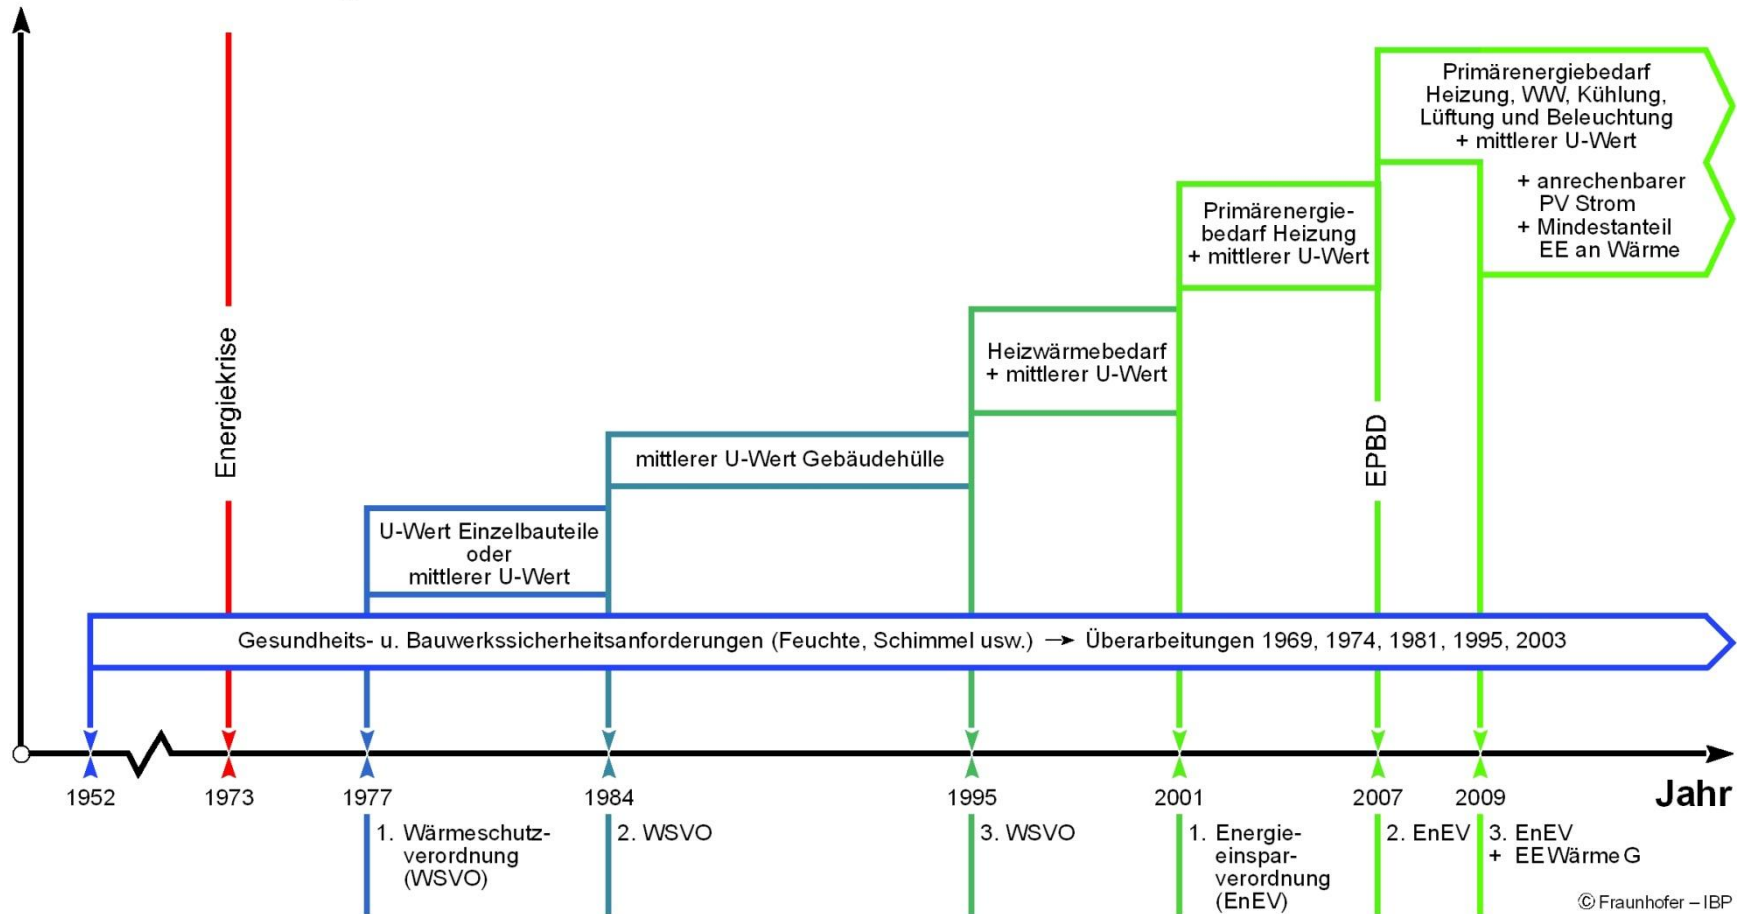 Primärenergiebedarf
Heizung, WW, Kühlung,
Lüftung und Beleuchtung
+ mittlerer U-Wert
+ anrechenbarer
PV Strom
+ Mindestanteil
EE an Wärme
Primärenergie-
bedarf Heizung
+ mittlerer U-Wert
Energiekrise
Heizwärmebedarf
+ mittlerer U-Wert
EPBD
mittlerer U-Wert Gebäudehülle
U-Wert Einzelbauteile
oder
mittlerer U-Wert
Gesundheits- u. Bauwerkssicherheitsanforderungen (Feuchte, Schimmel usw.) → Überarbeitungen 1969, 1974, 1981, 1995, 2003
1952 1973 1977 1984 1995 2001 2007 2009 Jahr
1. Wärmeschutz-
verordnung
(WSVO)
2. WSVO
3. WSVO
1. Energie-
einspar-
verordnung
(EnEV)
2. EnEV
3. EnEV
+ EEWärmeG
© Fraunhofer – IBP